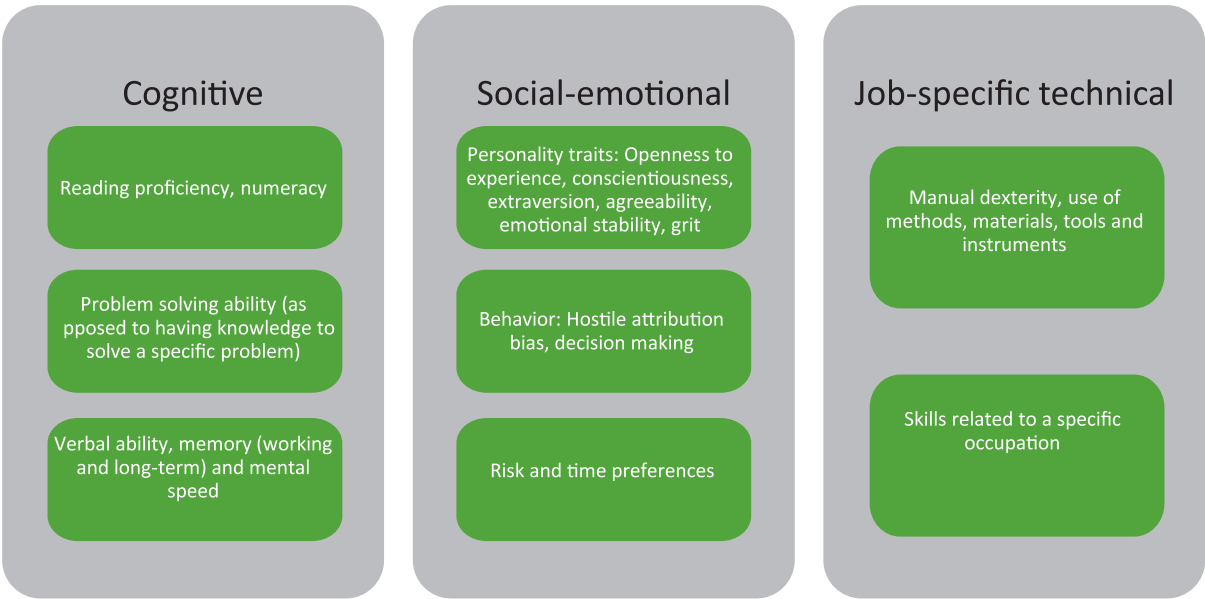 Cognitive
Reading proficiency, numeracy
Problem solving ability (as
pposed to having knowledge to
solve a specific problem)
Verbal ability, memory (working
and long-term) and mental
speed
Social-emotional
Personality traits: Openness to
experience, conscientiousness,
extraversion, agreeability,
emotional stability, grit
Behavior: Hostile attribution
bias, decision making
Risk and time preferences
Job-specific technical
Manual dexterity, use of
methods, materials, tools and
instruments
Skills related to a specific
occupation